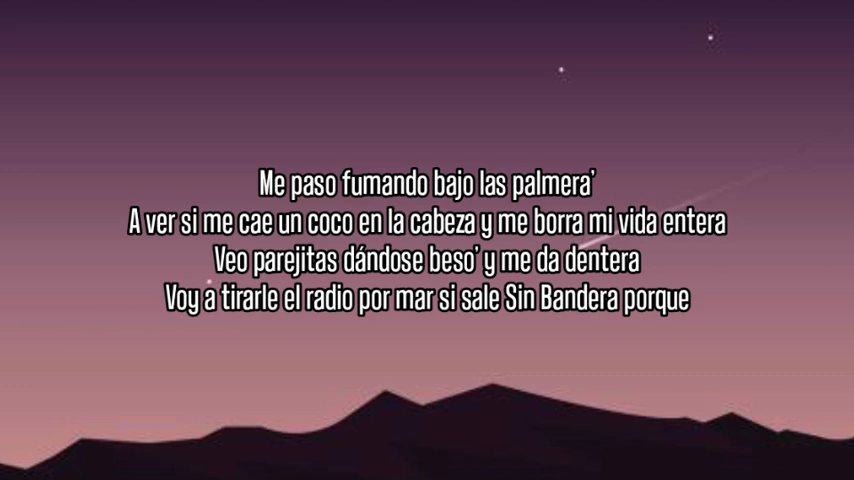 Me paso fumando bajo las palmera'
A ver si me cae un coco en la cabeza y me borra mi vida entera
Veo parejitas dándose beso' y me da dentera
Voy a tirarle el radio por mar si sale Sin Bandera porque